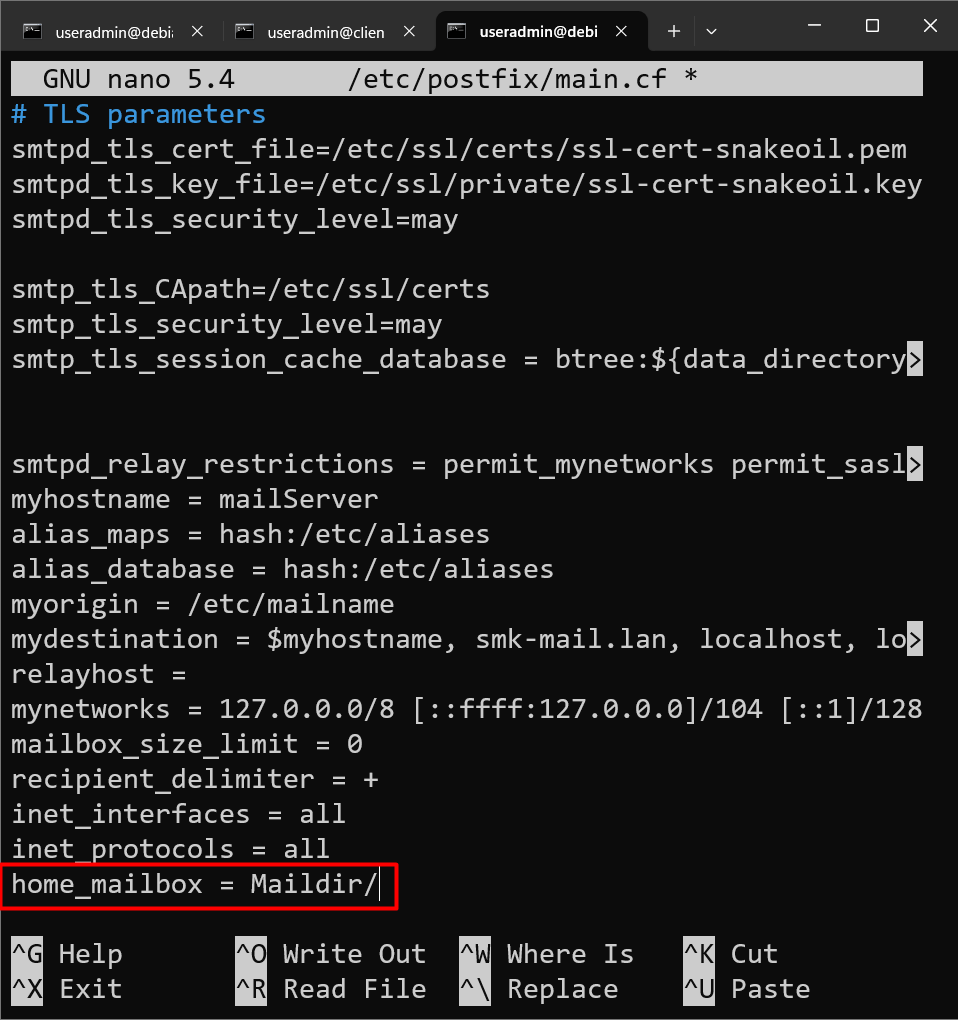 useradmin@debi
useradmin@clien
useradmin@debi
GNU nano 5.4 /etc/postfix/main.cf *
# TLS parameters
smtpd_tls_cert_file=/etc/ssl/certs/ssl-cert-snakeoil.pem
smtpd_tls_key_file=/etc/ssl/private/ssl-cert-snakeoil.key
smtpd_tls_security_level=may
smtp_tls_CApath=/etc/ssl/certs
smtp_tls_security_level=may
smtp_tls_session_cache_database = btree:${data_directory>
smtpd_relay_restrictions = permit_mynetworks permit_sasl>
myhostname = mailServer
alias_maps = hash:/etc/aliases
alias_database = hash:/etc/aliases
myorigin = /etc/mailname
mydestination = $myhostname, smk-mail.lan, localhost, lo>
relayhost =
mynetworks = 127.0.0.0/8 [::ffff:127.0.0.0]/104 [::1]/128
mailbox_size_limit = 0
recipient_delimiter = +
inet_interfaces = all
inet_protocols = all
home_mailbox = Maildir/
^G Help ^O Write Out ^W Where Is ^K Cut
^X Exit ^R Read File ^\ Replace ^U Paste